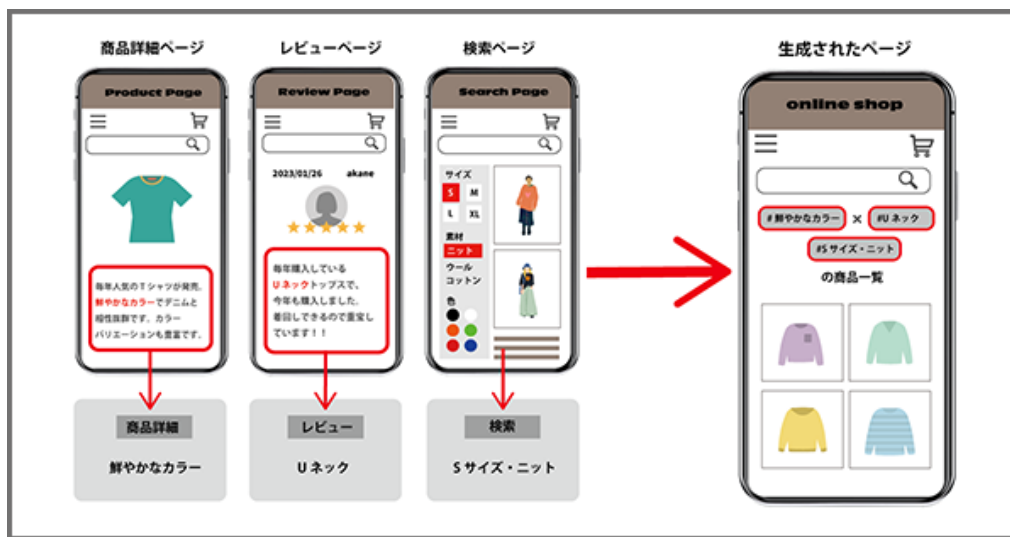 商品詳細ページ
Product Page
毎年人気のTシャツが発売。
鮮やかなカラーでデニムと
相性抜群です。カラー
バリエーションも豊富です。
商品詳細
鮮やかなカラー
レビューページ
Review Page
2023/01/26 akane
毎年購入している
Uネックトップスで、
今年も購入しました。
着回しできるので重宝し
ています！！
レビュー
Uネック
検索ページ
Search Page
サイズ
S M
L XL
素材
ニット
ウール
コットン
色
検索
Sサイズ・ニット
生成されたページ
online shop
#鮮やかなカラー × #Uネック
#Sサイズ・ニット
の商品一覧